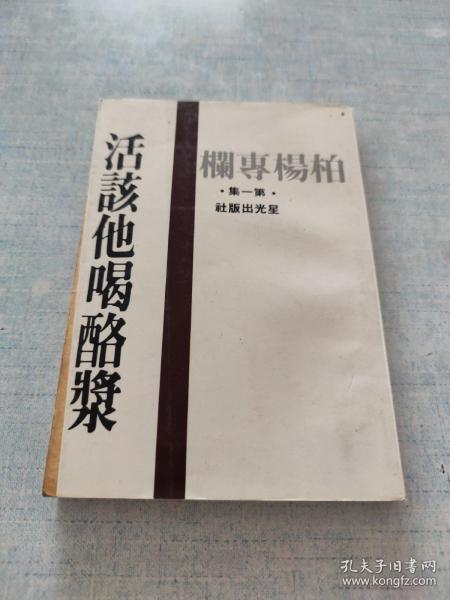 柏楊專欄
·第一集·
星光出版社
活該他喝酪漿
孔夫子旧书网
www.kongfz.com